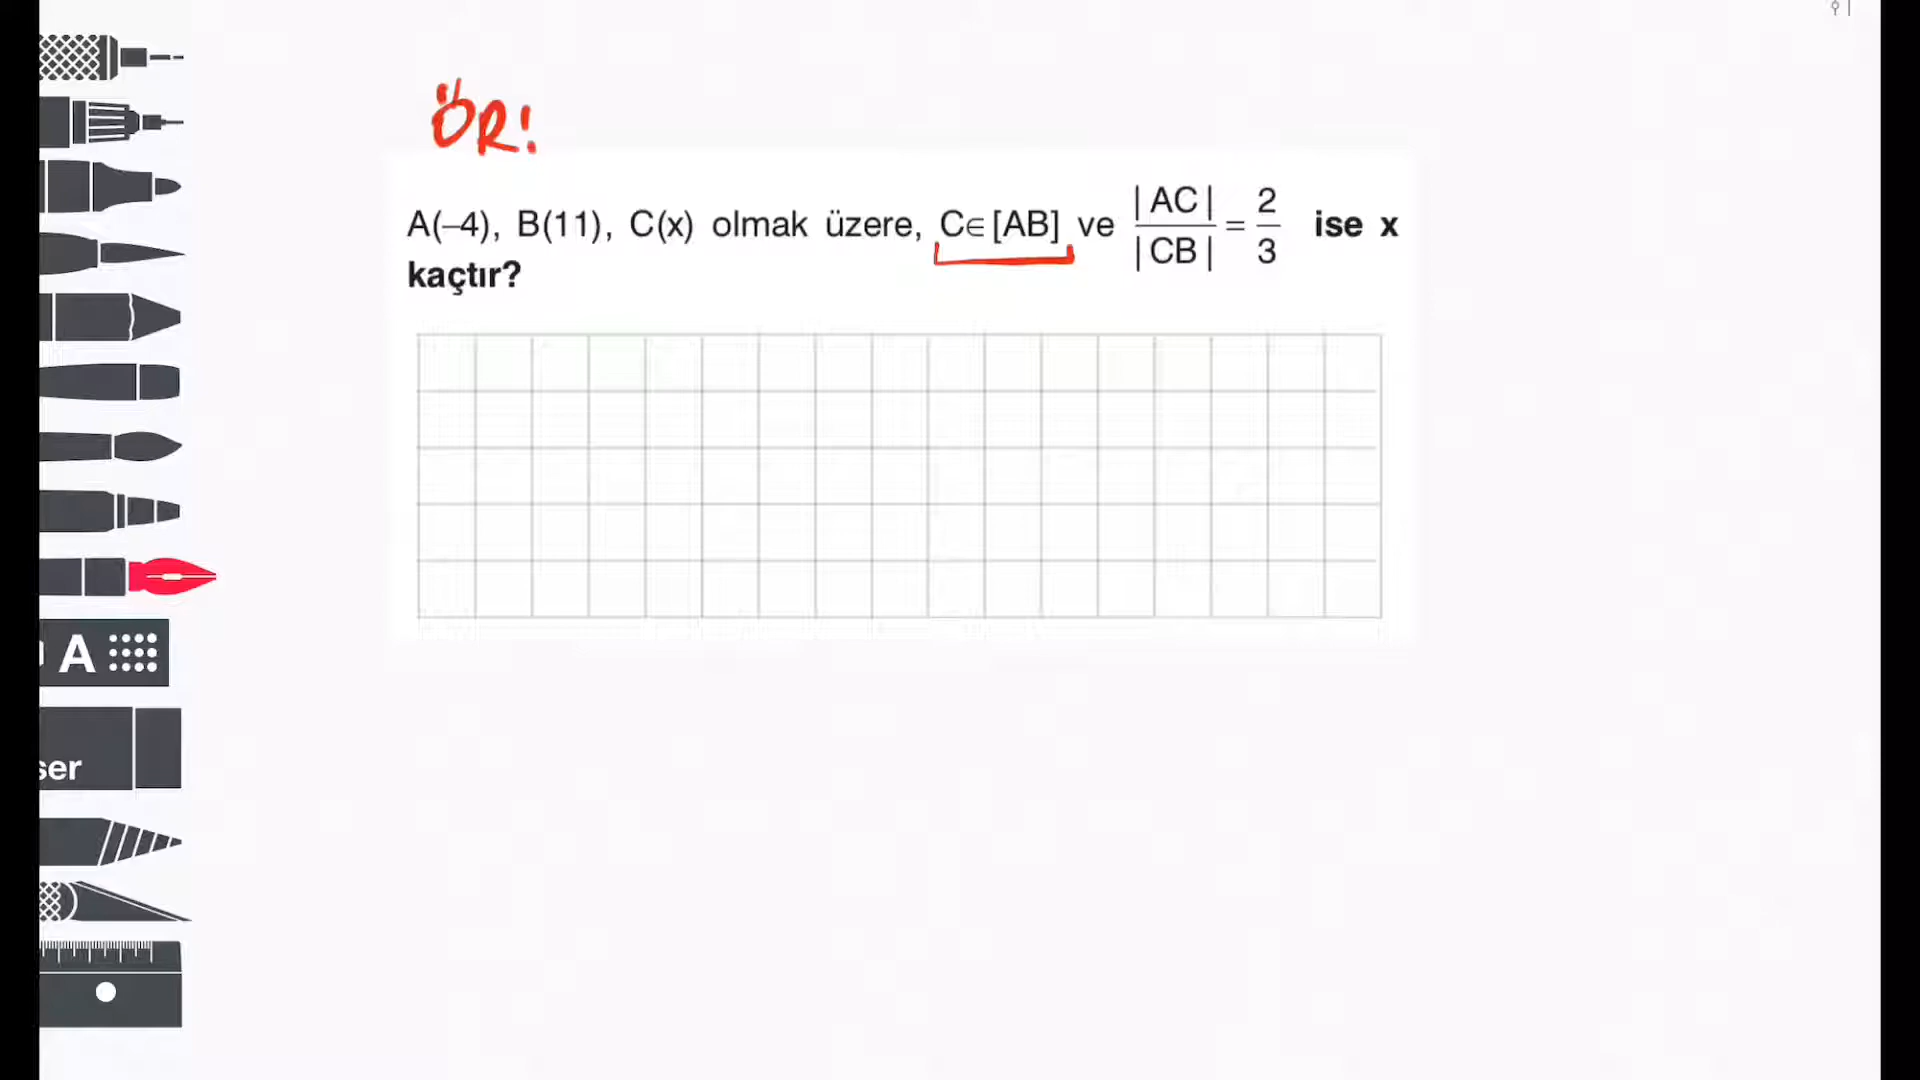 ÖR!
A(–4), B(11), C(x) olmak üzere, C∈[AB] ve |AC| / |CB| = 2 / 3 ise x
kaçtır?
A
ser